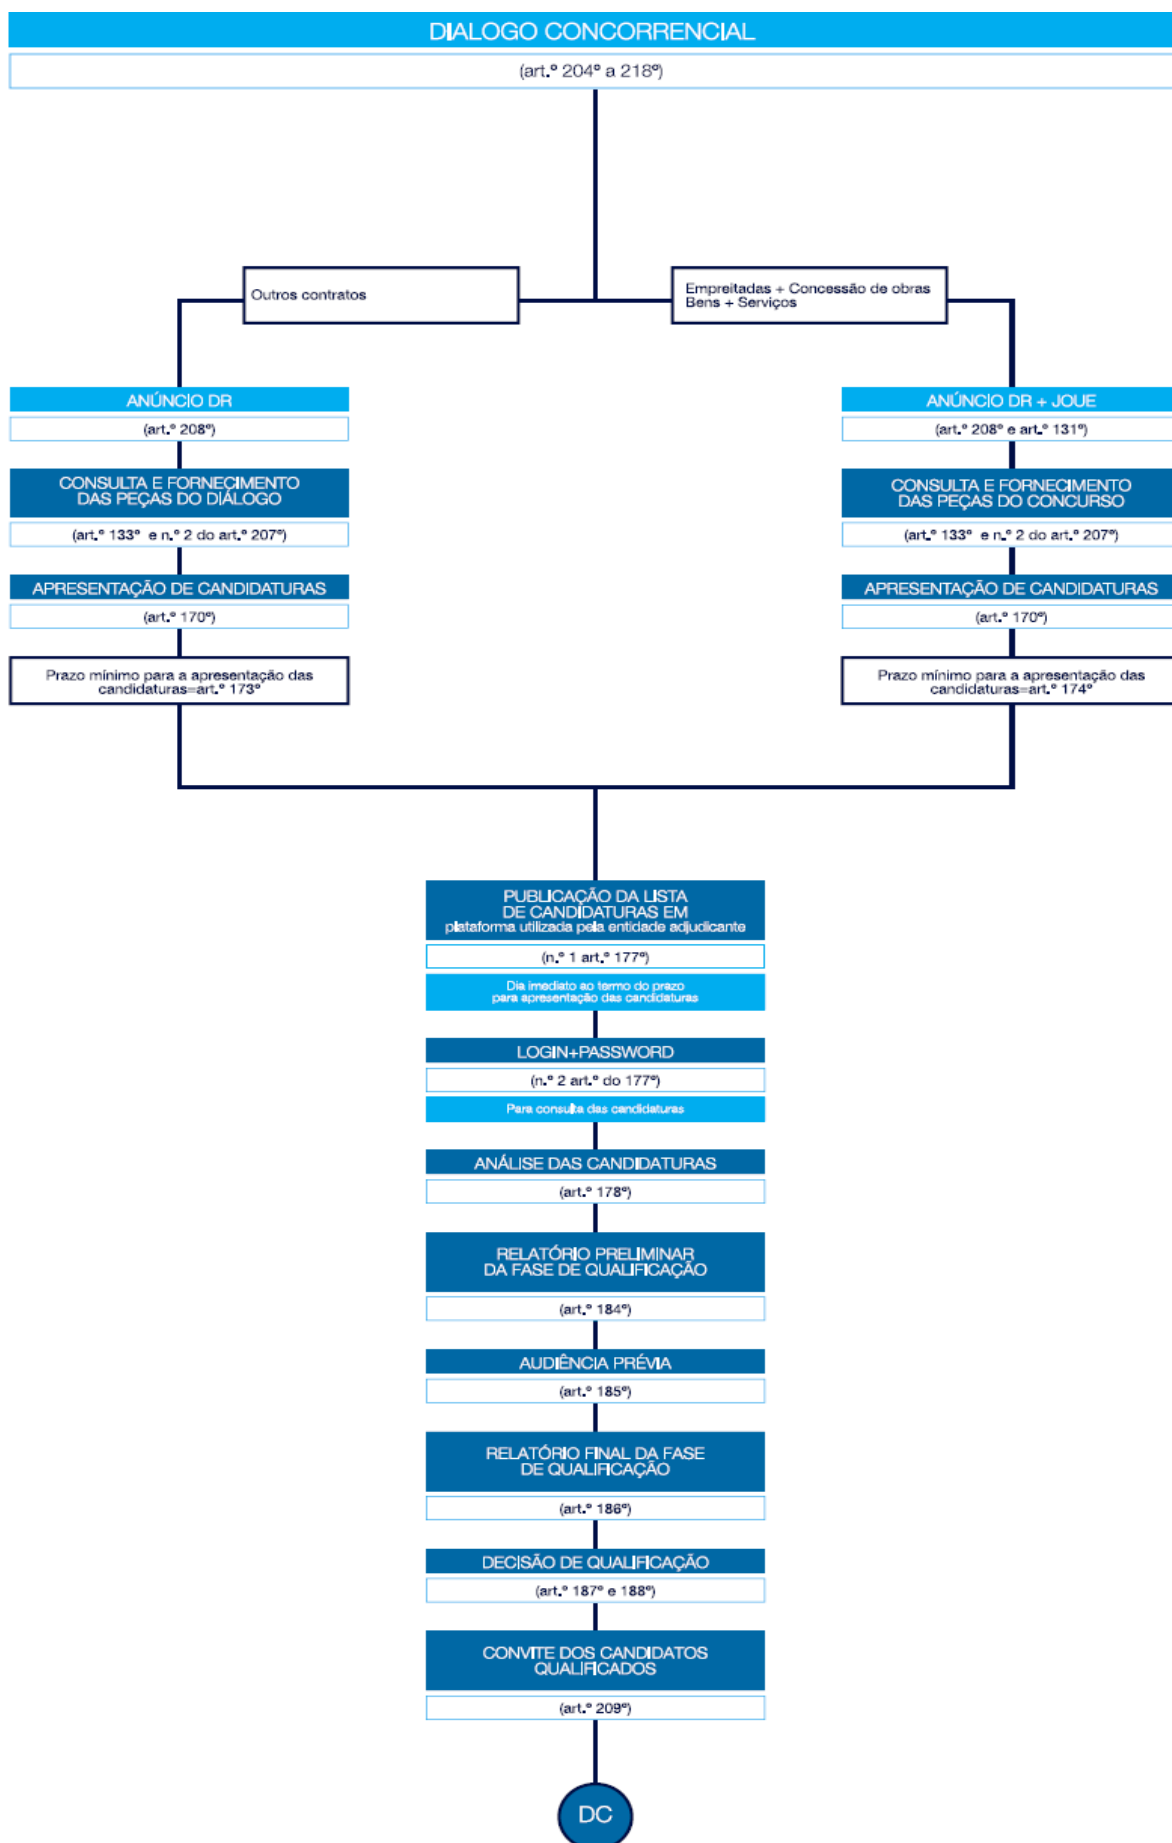 DIALOGO CONCORRENCIAL
(art.º 204º a 218º)
Outros contratos
Empreitadas + Concessão de obras
Bens + Serviços
ANÚNCIO DR
(art.º 208º)
CONSULTA E FORNECIMENTO
DAS PEÇAS DO DIÁLOGO
(art.º 133º e n.º 2 do art.º 207º)
APRESENTAÇÃO DE CANDIDATURAS
(art.º 170º)
Prazo mínimo para a apresentação das
candidaturas=art.º 173º
ANÚNCIO DR + JOUE
(art.º 208º e art.º 131º)
CONSULTA E FORNECIMENTO
DAS PEÇAS DO CONCURSO
(art.º 133º e n.º 2 do art.º 207º)
APRESENTAÇÃO DE CANDIDATURAS
(art.º 170º)
Prazo mínimo para a apresentação das
candidaturas=art.º 174º
PUBLICAÇÃO DA LISTA
DE CANDIDATURAS EM
plataforma utilizada pela entidade adjudicante
(n.º 1 art.º 177º)
Dia imediato ao termo do prazo
para apresentação das candidaturas
LOGIN+PASSWORD
(n.º 2 art.º do 177º)
Para consulta das candidaturas
ANÁLISE DAS CANDIDATURAS
(art.º 178º)
RELATÓRIO PRELIMINAR
DA FASE DE QUALIFICAÇÃO
(art.º 184º)
AUDIÊNCIA PRÉVIA
(art.º 185º)
RELATÓRIO FINAL DA FASE
DE QUALIFICAÇÃO
(art.º 186º)
DECISÃO DE QUALIFICAÇÃO
(art.º 187º e 188º)
CONVITE DOS CANDIDATOS
QUALIFICADOS
(art.º 209º)
DC